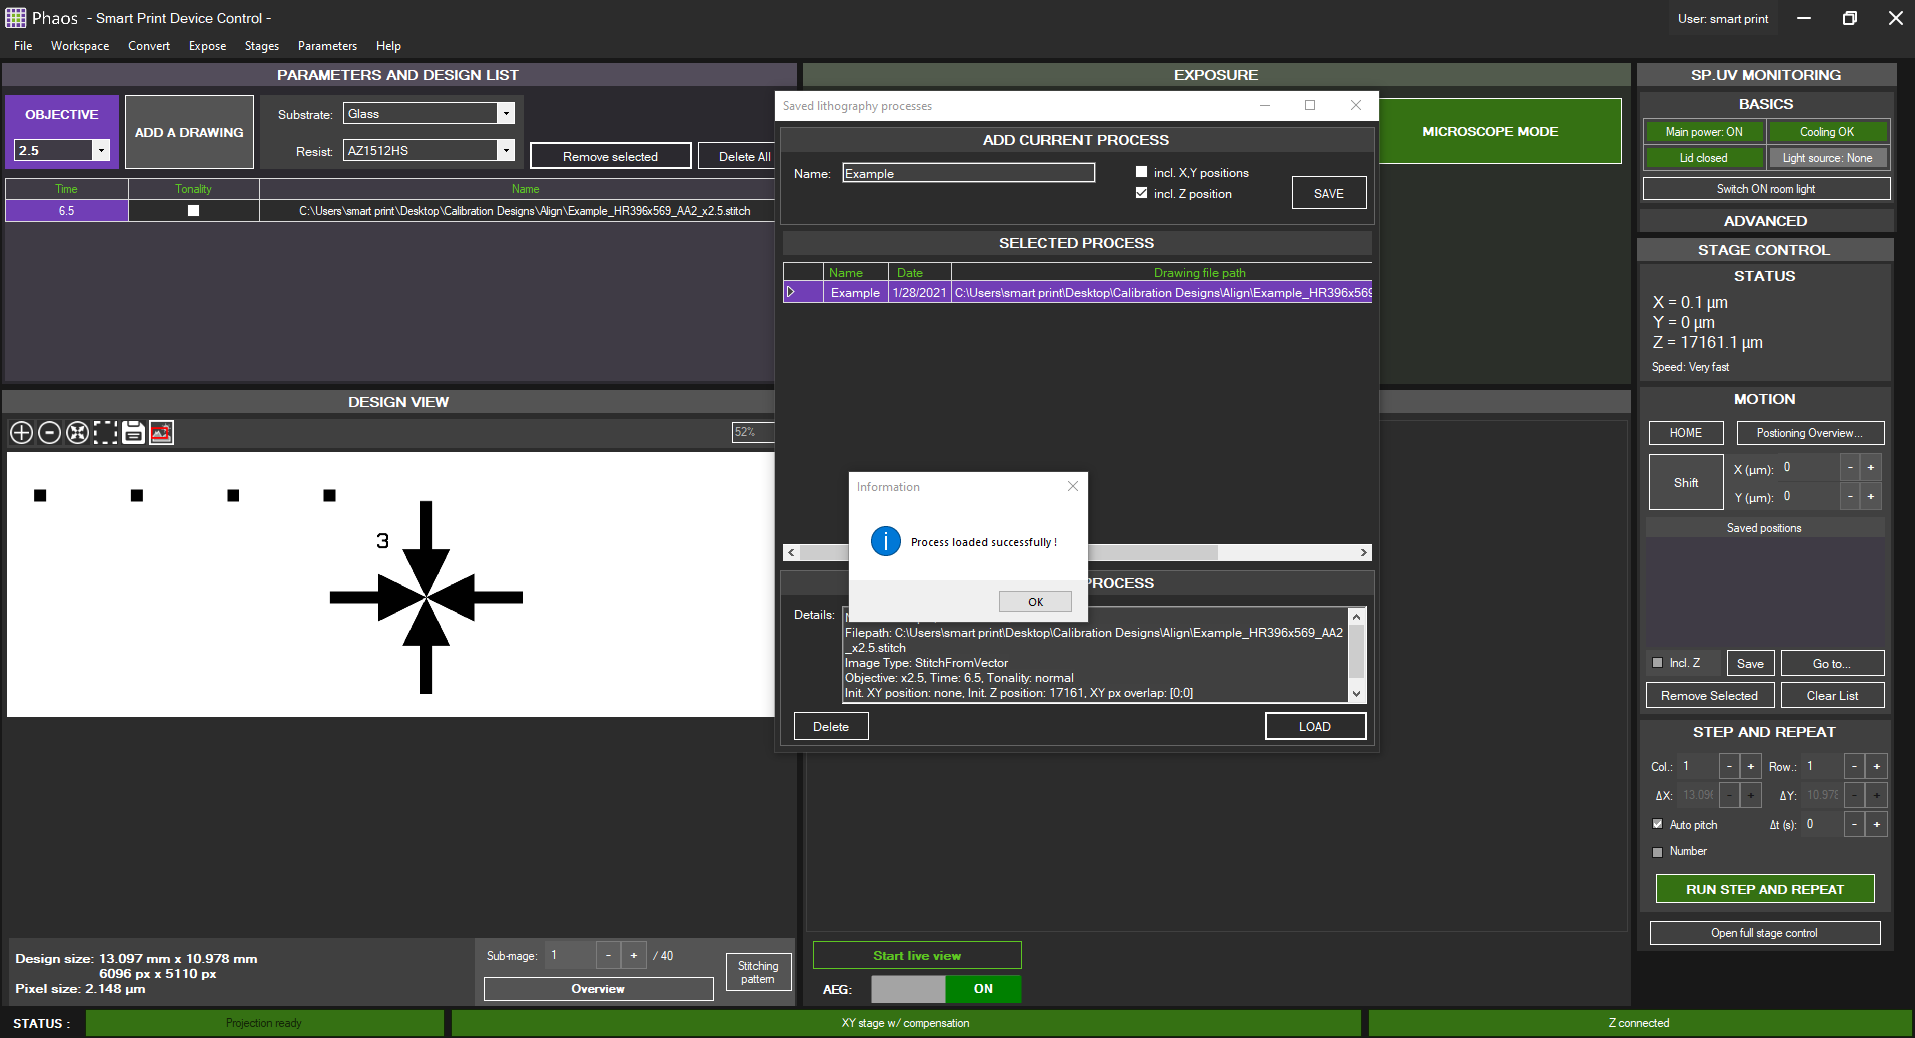 Phaos - Smart Print Device Control -
User: smart print
File Workspace Convert Expose Stages Parameters Help
PARAMETERS AND DESIGN LIST
OBJECTIVE
2.5
ADD A DRAWING
Substrate: Glass
Resist: AZ1512HS
Remove selected
Delete All
Time Tonality Name
6.5 C:\Users\smart print\Desktop\Calibration Designs\Align\Example_HR396x569_AA2_x2.5.stitch
DESIGN VIEW
52%
3
Design size: 13.097 mm x 10.978 mm
6096 px x 5110 px
Pixel size: 2.148 µm
Sub-mage: 1 - + / 40
Overview
Stitching
pattern
EXPOSURE
MICROSCOPE MODE
Saved lithography processes
ADD CURRENT PROCESS
Name: Example
incl. X,Y positions
incl. Z position
SAVE
SELECTED PROCESS
Name Date Drawing file path
Example 1/28/2021 C:\Users\smart print\Desktop\Calibration Designs\Align\Example_HR396x569
Information
Process loaded successfully !
OK
PROCESS
Details:
Filepath: C:\Users\smart print\Desktop\Calibration Designs\Align\Example_HR396x569_AA2
_x2.5.stitch
Image Type: StitchFromVector
Objective: x2.5, Time: 6.5, Tonality: normal
Init. XY position: none, Init. Z position: 17161, XY px overlap: [0;0]
Delete
LOAD
Start live view
AEG: ON
SP.UV MONITORING
BASICS
Main power: ON Cooling OK
Lid closed Light source: None
Switch ON room light
ADVANCED
STAGE CONTROL
STATUS
X = 0.1 µm
Y = 0 µm
Z = 17161.1 µm
Speed: Very fast
MOTION
HOME Postioning Overview...
Shift
X (µm): 0 - +
Y (µm): 0 - +
Saved positions
Incl. Z Save Go to...
Remove Selected Clear List
STEP AND REPEAT
Col.: 1 - + Row.: 1 - +
ΔX: 13.096 - + ΔY: 10.978 - +
Auto pitch Δt (s): 0 - +
Number
RUN STEP AND REPEAT
Open full stage control
STATUS : Projection ready XY stage w/ compensation Z connected